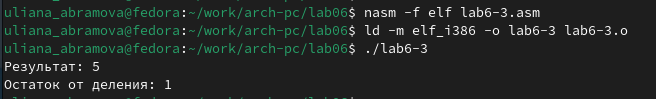 uliana_abramova@fedora:~/work/arch-pc/lab06$ nasm -f elf lab6-3.asm
uliana_abramova@fedora:~/work/arch-pc/lab06$ ld -m elf_i386 -o lab6-3 lab6-3.o
uliana_abramova@fedora:~/work/arch-pc/lab06$ ./lab6-3
Результат: 5
Остаток от деления: 1